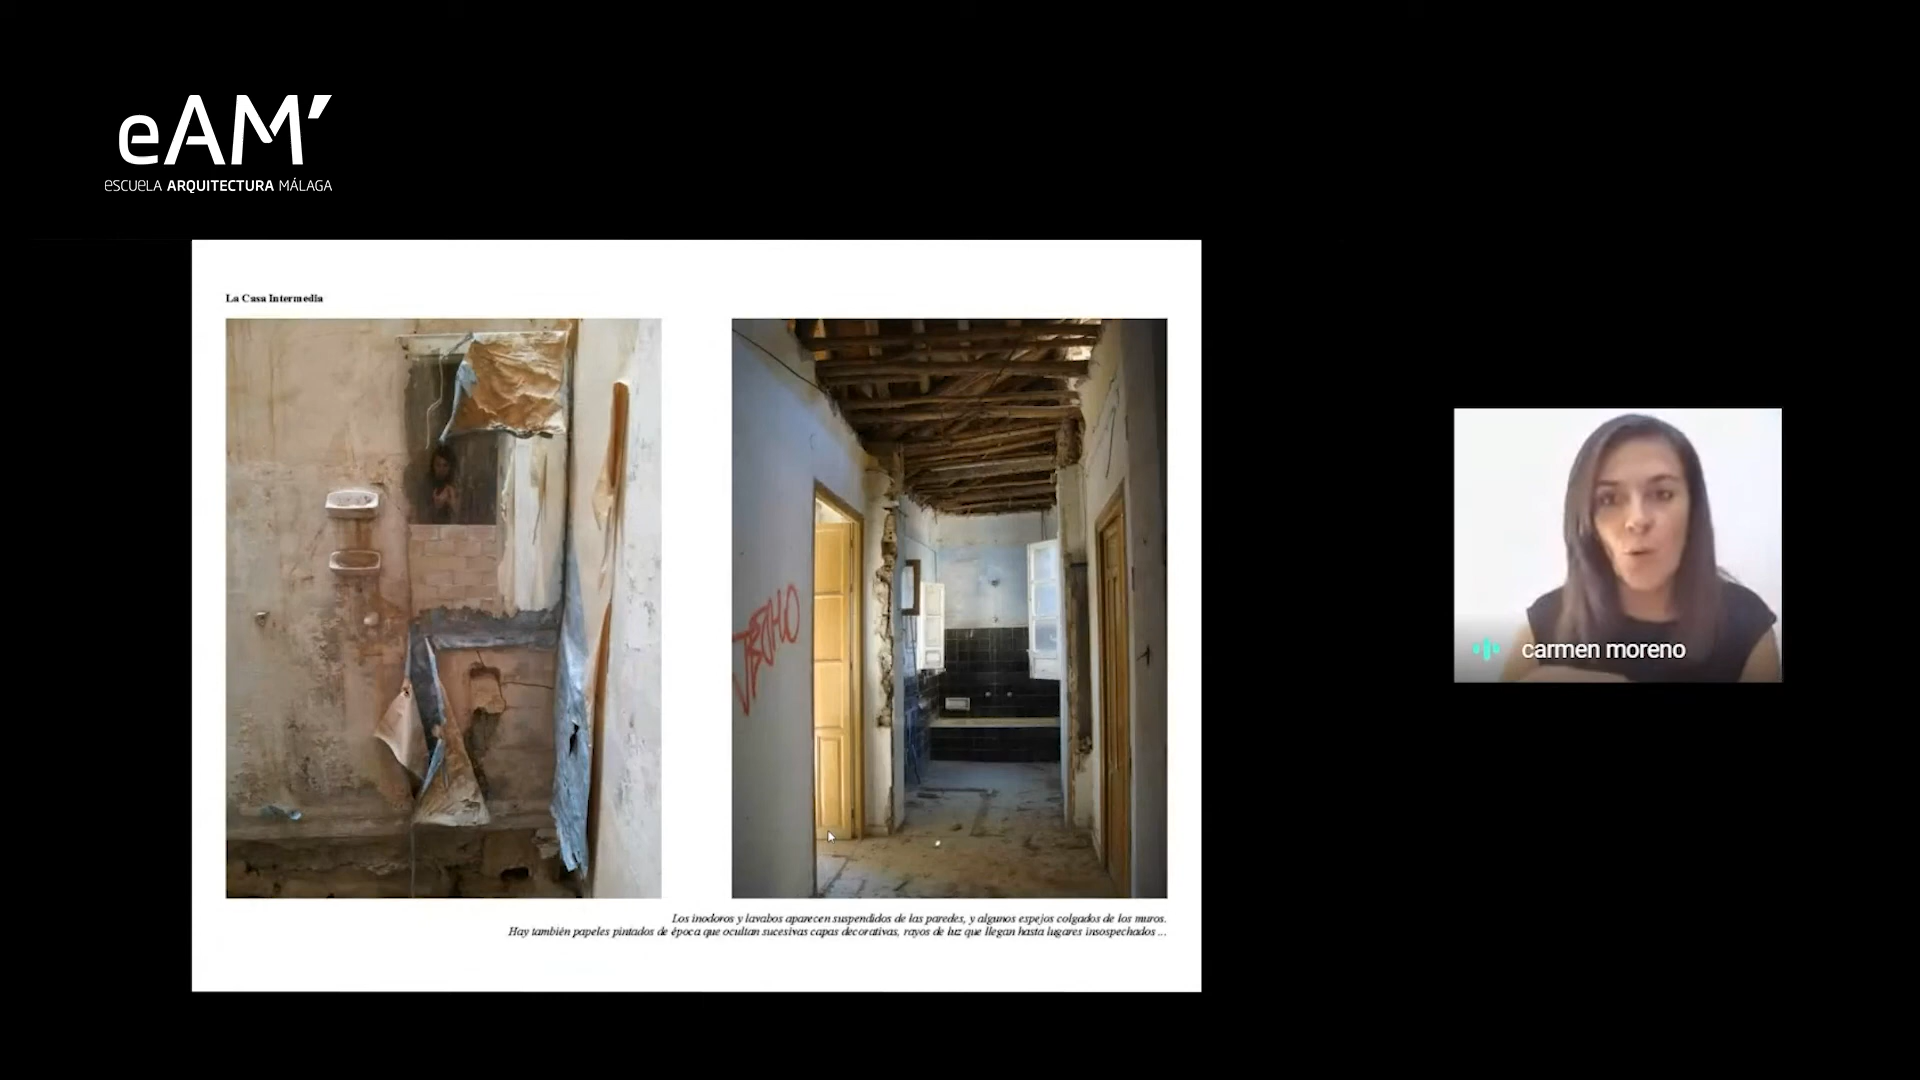 eAM'
ESCUELA ARQUITECTURA MÁLAGA
La Casa Intermedia
Los inodoros y lavabos aparecen suspendidos de las paredes, y algunos espejos colgados de los muros.
Hay también papeles pintados de época que ocultan sucesivas capas decorativas, rayos de luz que llegan hasta lugares insospechados ...
carmen moreno